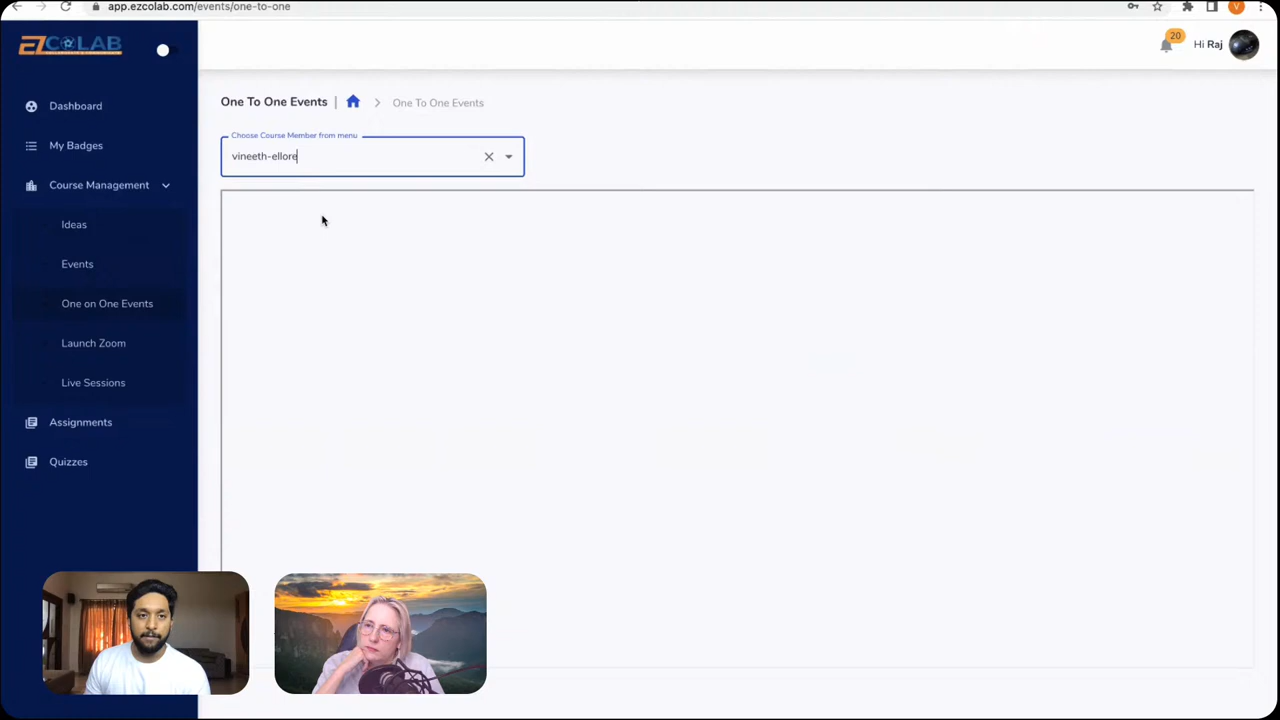 app.ezcolab.com/events/one-to-one
EZCOLAB
20
Hi Raj
Dashboard
My Badges
Course Management
Ideas
Events
One on One Events
Launch Zoom
Live Sessions
Assignments
Quizzes
One To One Events | > One To One Events
Choose Course Member from menu
vineeth-ellore
V